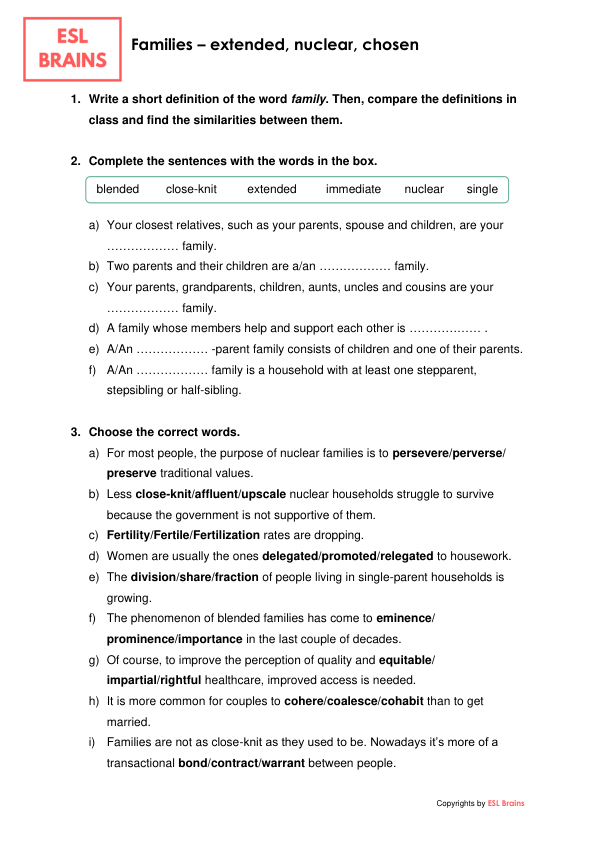 ESL
BRAINS
Families – extended, nuclear, chosen
1. Write a short definition of the word family. Then, compare the definitions in
class and find the similarities between them.
2. Complete the sentences with the words in the box.
blended close-knit extended immediate nuclear single
a) Your closest relatives, such as your parents, spouse and children, are your
……………… family.
b) Two parents and their children are a/an ……………… family.
c) Your parents, grandparents, children, aunts, uncles and cousins are your
……………… family.
d) A family whose members help and support each other is ……………… .
e) A/An ……………… -parent family consists of children and one of their parents.
f) A/An ……………… family is a household with at least one stepparent,
stepsibling or half-sibling.
3. Choose the correct words.
a) For most people, the purpose of nuclear families is to persevere/perverse/
preserve traditional values.
b) Less close-knit/affluent/upscale nuclear households struggle to survive
because the government is not supportive of them.
c) Fertility/Fertile/Fertilization rates are dropping.
d) Women are usually the ones delegated/promoted/relegated to housework.
e) The division/share/fraction of people living in single-parent households is
growing.
f) The phenomenon of blended families has come to eminence/
prominence/importance in the last couple of decades.
g) Of course, to improve the perception of quality and equitable/
impartial/rightful healthcare, improved access is needed.
h) It is more common for couples to cohere/coalesce/cohabit than to get
married.
i) Families are not as close-knit as they used to be. Nowadays it's more of a
transactional bond/contract/warrant between people.
Copyrights by ESL Brains